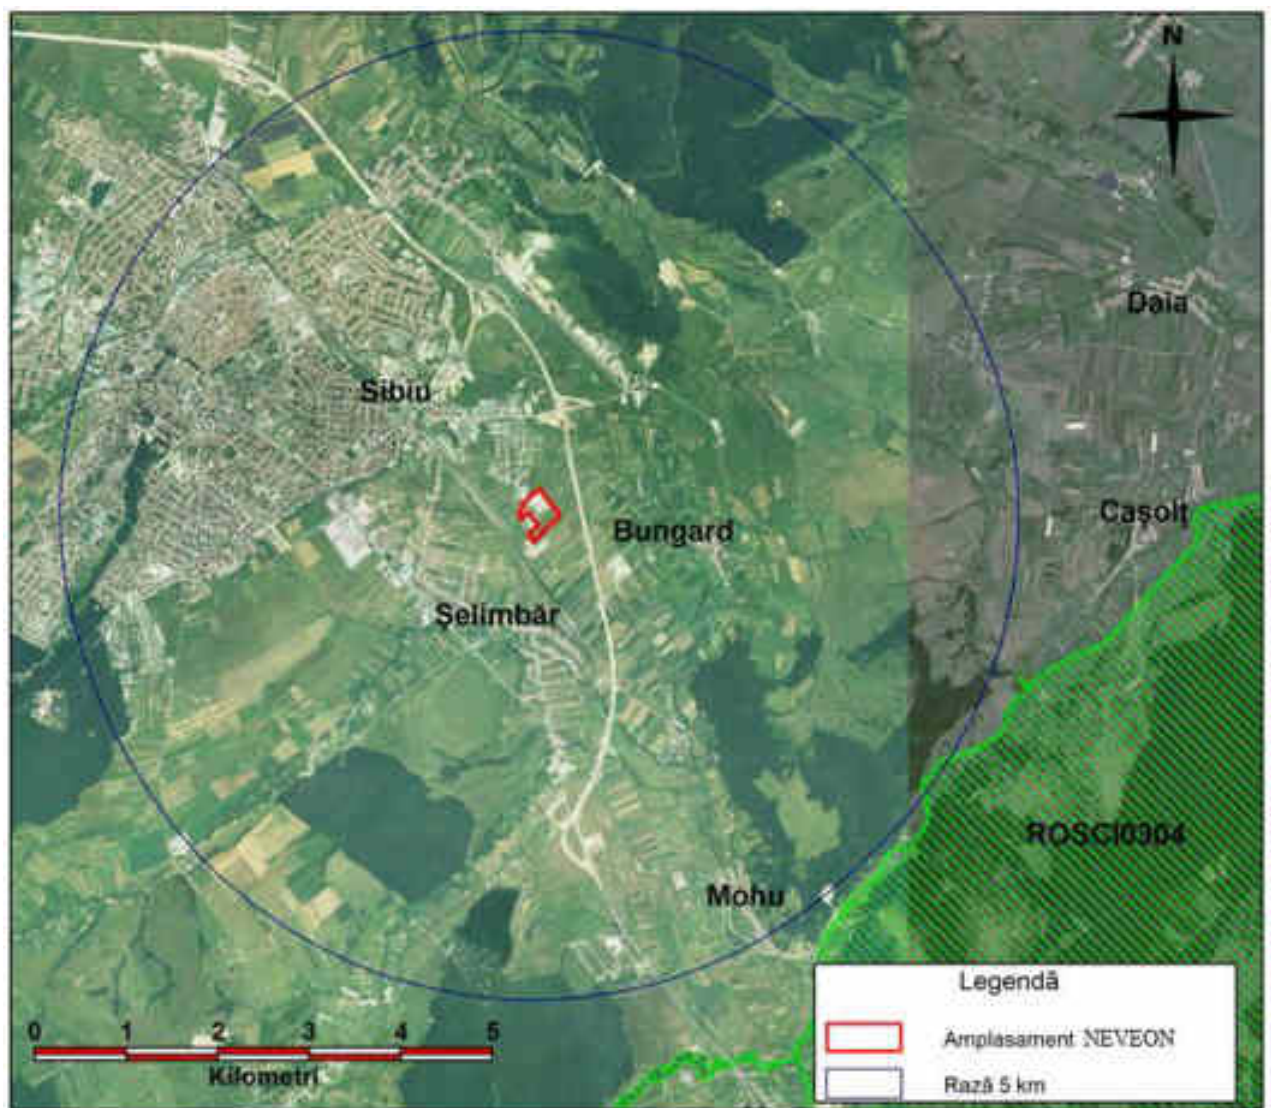 N
Daia
Sibiu
Cașolț
Bungard
Șelimbăr
ROSCI0304
Mohu
Legendă
Amplasament NEVEON
Rază 5 km
0 1 2 3 4 5
Kilometri